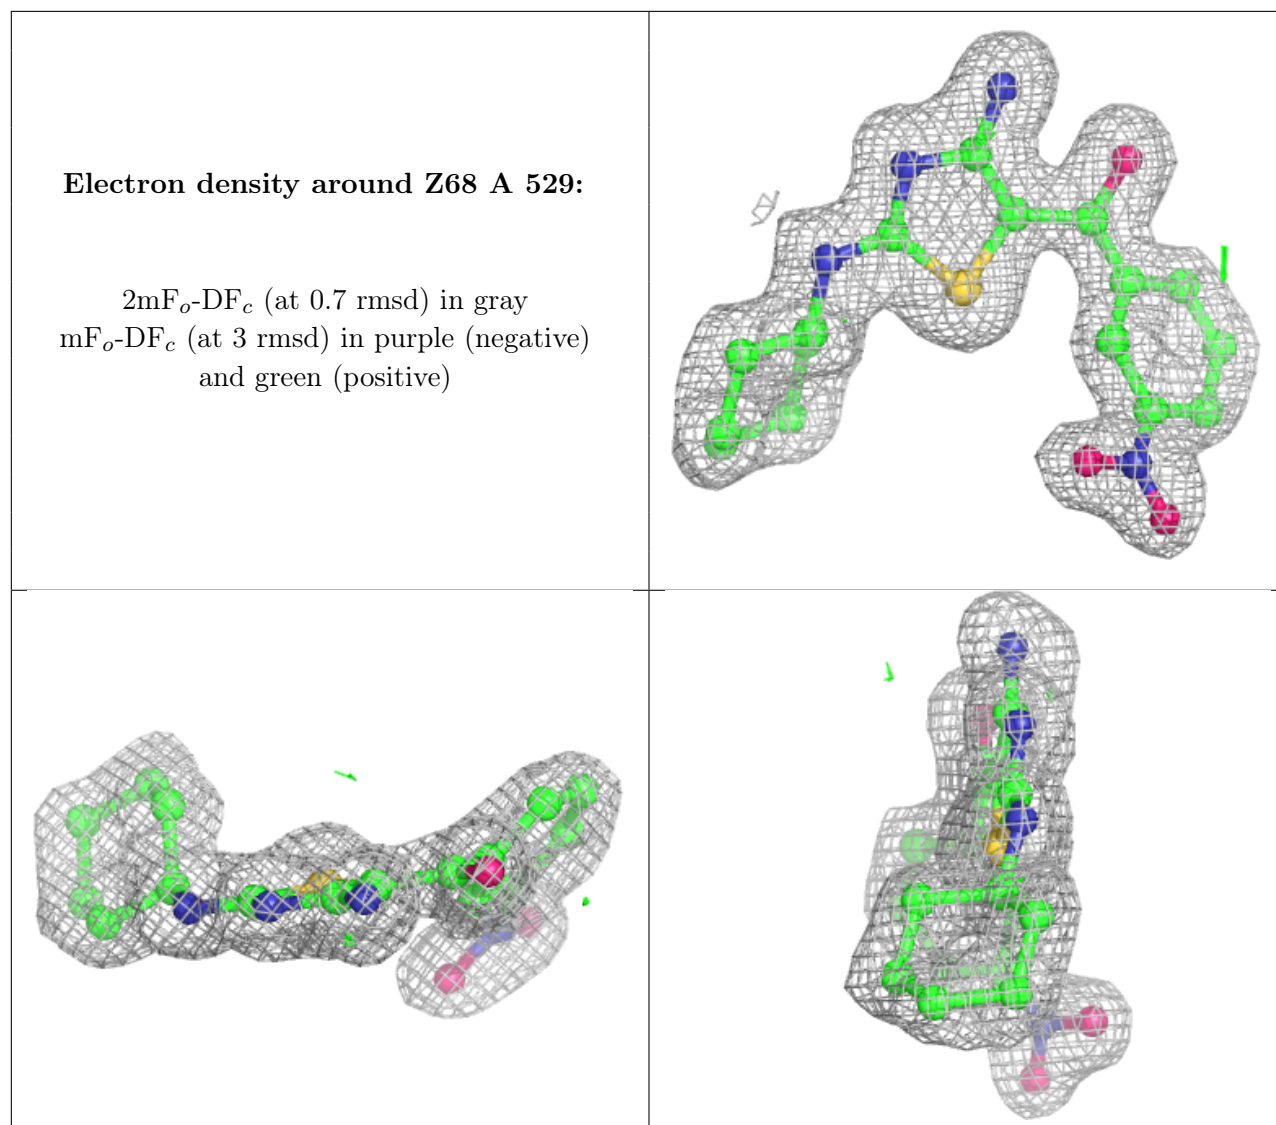 Electron density around Z68 A 529:
2mFo-DFc (at 0.7 rmsd) in gray
mFo-DFc (at 3 rmsd) in purple (negative)
and green (positive)